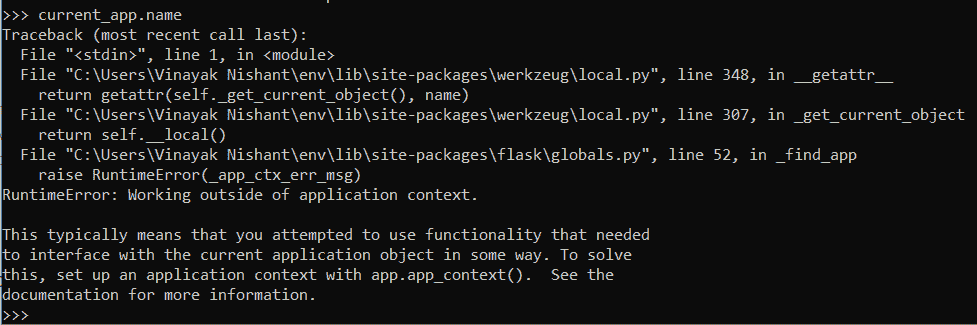 >>> current_app.name
Traceback (most recent call last):
  File "<stdin>", line 1, in <module>
  File "C:\Users\Vinayak Nishant\env\lib\site-packages\werkzeug\local.py", line 348, in __getattr__
    return getattr(self._get_current_object(), name)
  File "C:\Users\Vinayak Nishant\env\lib\site-packages\werkzeug\local.py", line 307, in _get_current_object
    return self.__local()
  File "C:\Users\Vinayak Nishant\env\lib\site-packages\flask\globals.py", line 52, in _find_app
    raise RuntimeError(_app_ctx_err_msg)
RuntimeError: Working outside of application context.

This typically means that you attempted to use functionality that needed
to interface with the current application object in some way. To solve
this, set up an application context with app.app_context().  See the
documentation for more information.
>>>